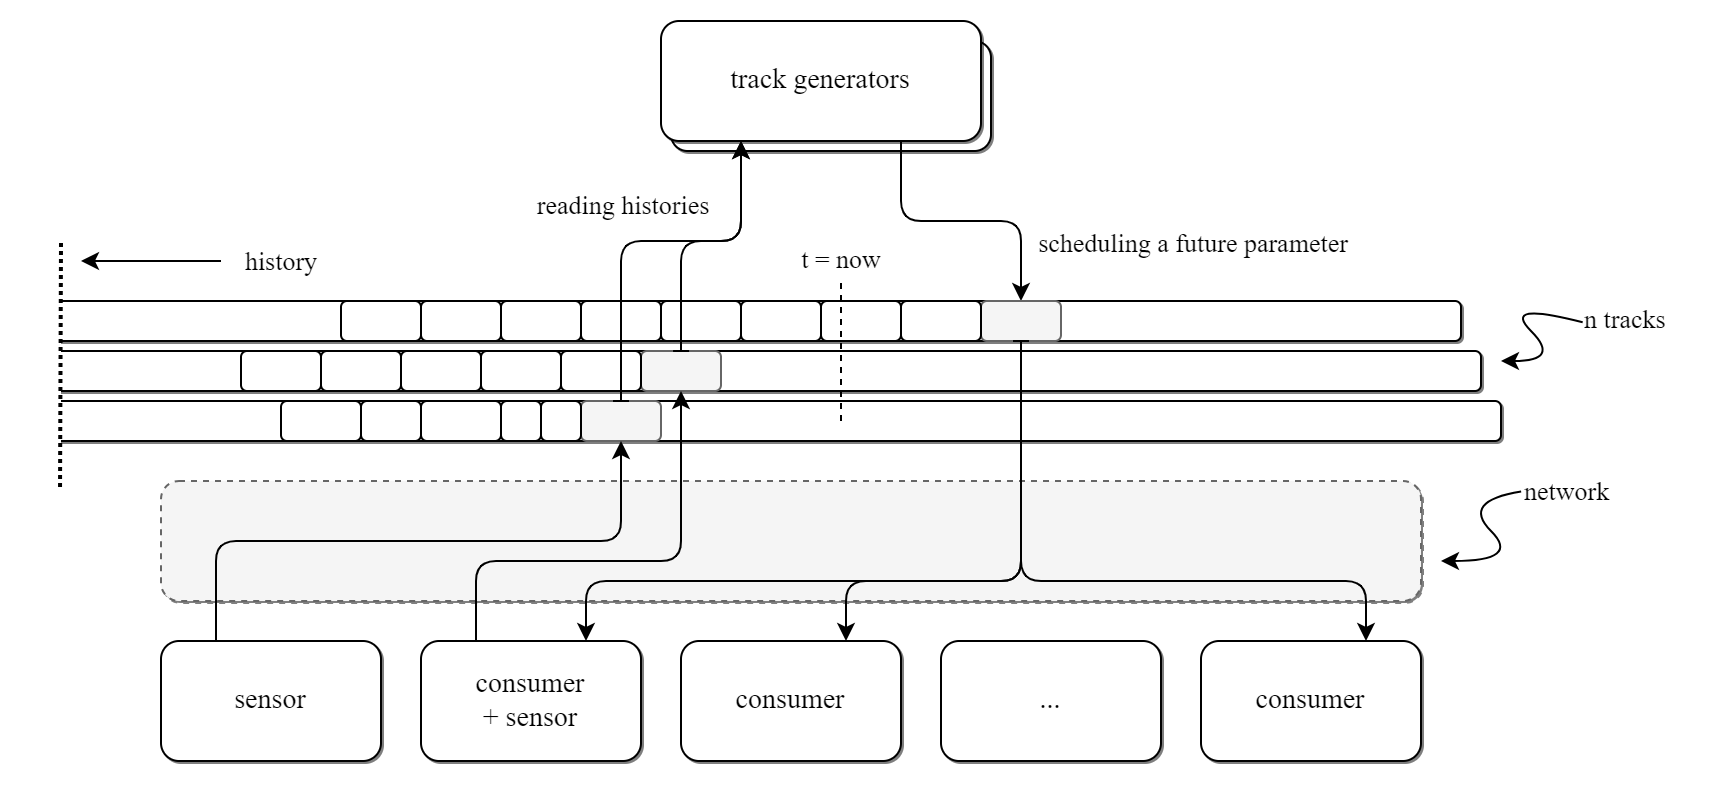 track generators
reading histories
scheduling a future parameter
history
t = now
n tracks
network
sensor
consumer
+ sensor
consumer
...
consumer